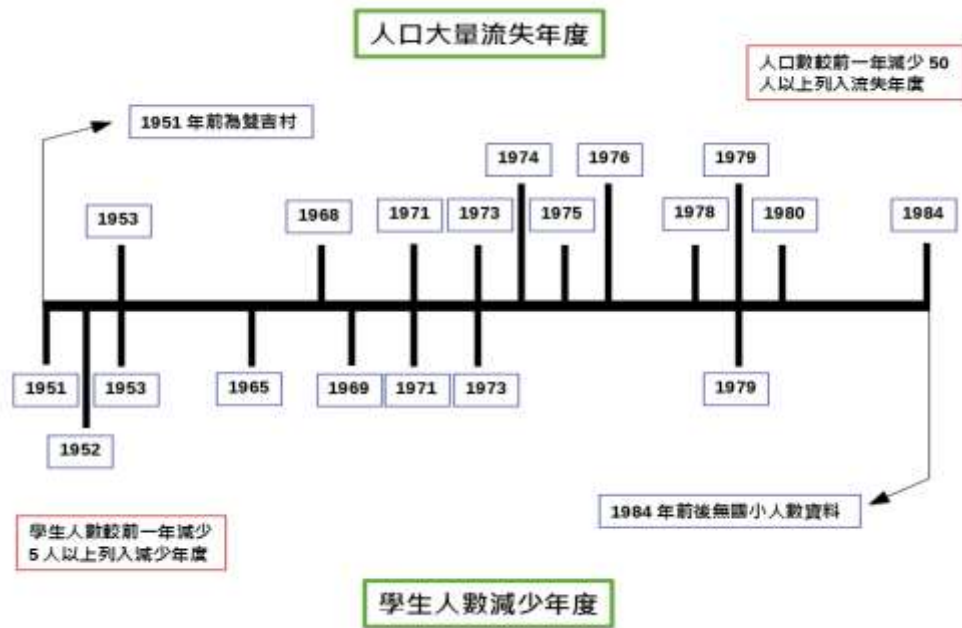 人口大量流失年度
人口數較前一年減少 50
人以上列入流失年度
1951 年前為雙吉村
1974
1976
1979
1953
1968
1971
1973
1975
1978
1980
1984
1951
1953
1965
1969
1971
1973
1979
1952
1984 年前後無國小人數資料
學生人數較前一年減少
5 人以上列入減少年度
學生人數減少年度